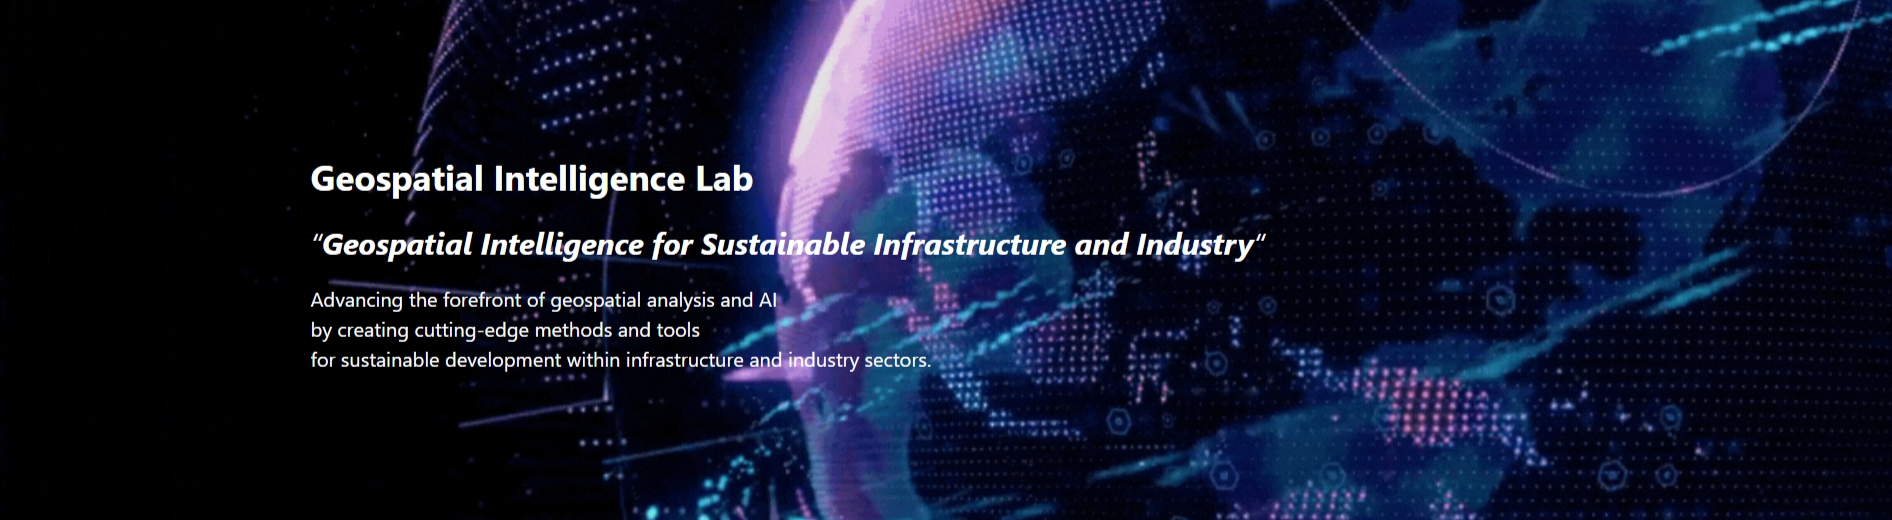 Geospatial Intelligence Lab
“Geospatial Intelligence for Sustainable Infrastructure and Industry“
Advancing the forefront of geospatial analysis and AI
by creating cutting-edge methods and tools
for sustainable development within infrastructure and industry sectors.